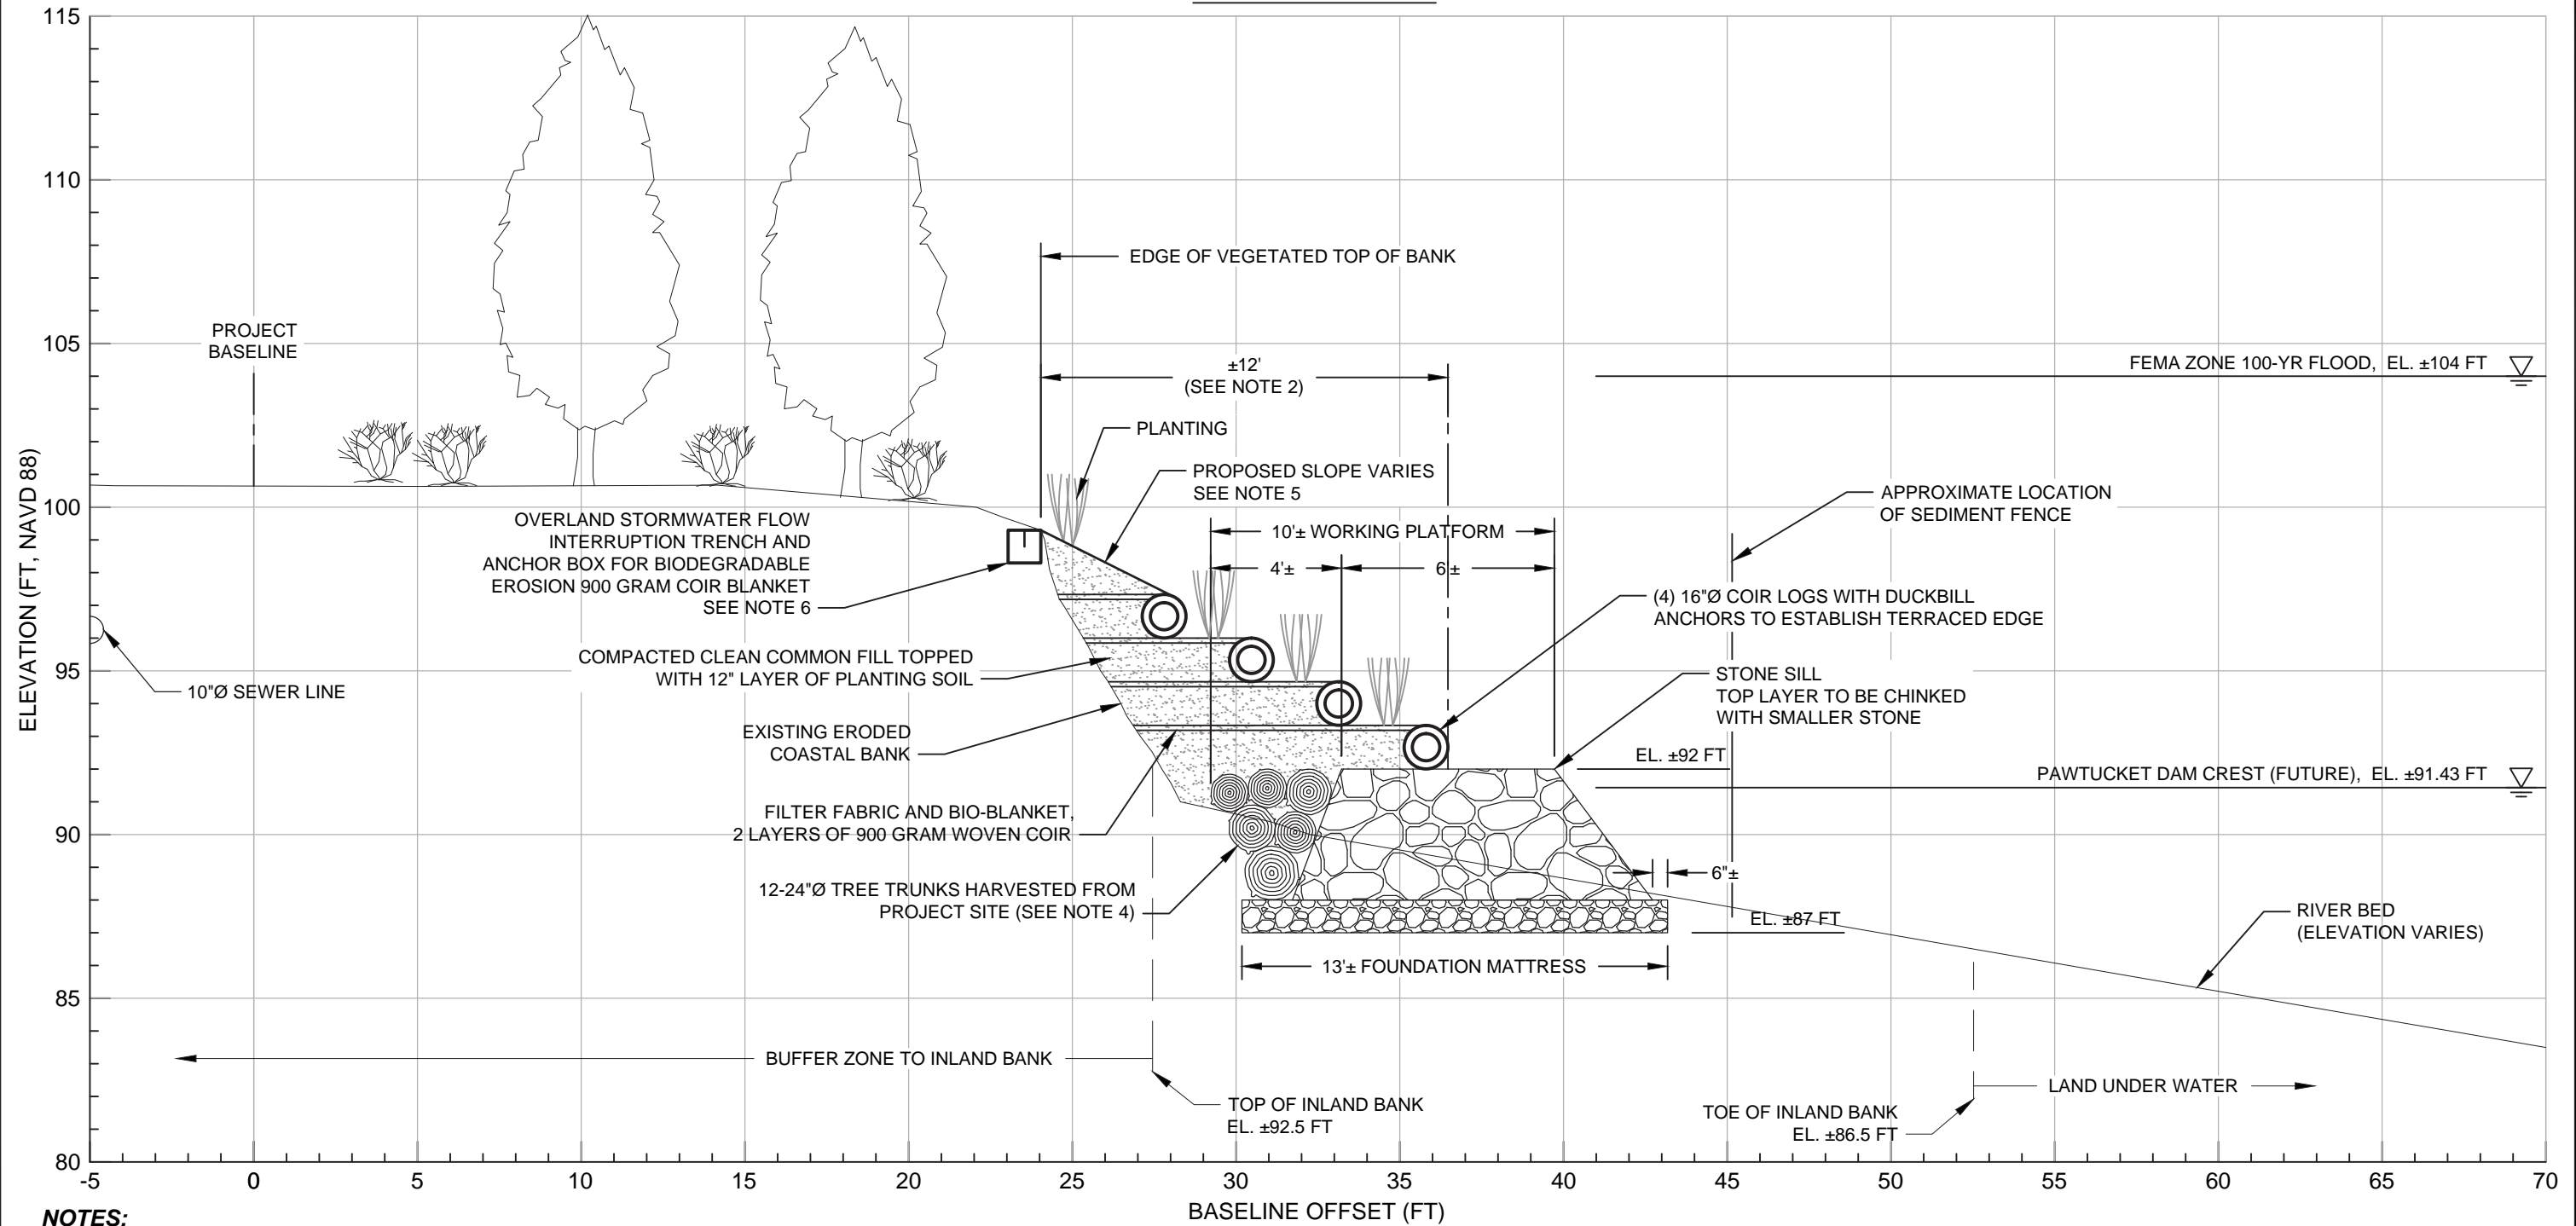 115
110
105
100
95
90
85
80
ELEVATION (FT, NAVD 88)
PROJECT
BASELINE
EDGE OF VEGETATED TOP OF BANK
±12'
(SEE NOTE 2)
FEMA ZONE 100-YR FLOOD, EL. ±104 FT
PLANTING
PROPOSED SLOPE VARIES
SEE NOTE 5
APPROXIMATE LOCATION
OF SEDIMENT FENCE
OVERLAND STORMWATER FLOW
INTERRUPTION TRENCH AND
ANCHOR BOX FOR BIODEGRADABLE
EROSION 900 GRAM COIR BLANKET
SEE NOTE 6
10'± WORKING PLATFORM
4'±
6'±
(4) 16"Ø COIR LOGS WITH DUCKBILL
ANCHORS TO ESTABLISH TERRACED EDGE
10"Ø SEWER LINE
COMPACTED CLEAN COMMON FILL TOPPED
WITH 12" LAYER OF PLANTING SOIL
STONE SILL
TOP LAYER TO BE CHINKED
WITH SMALLER STONE
EXISTING ERODED
COASTAL BANK
EL. ±92 FT
PAWTUCKET DAM CREST (FUTURE), EL. ±91.43 FT
FILTER FABRIC AND BIO-BLANKET,
2 LAYERS OF 900 GRAM WOVEN COIR
6"±
12-24"Ø TREE TRUNKS HARVESTED FROM
PROJECT SITE (SEE NOTE 4)
EL. ±87 FT
RIVER BED
(ELEVATION VARIES)
13'± FOUNDATION MATTRESS
BUFFER ZONE TO INLAND BANK
TOP OF INLAND BANK
EL. ±92.5 FT
LAND UNDER WATER
TOE OF INLAND BANK
EL. ±86.5 FT
-5 0 5 10 15 20 25 30 35 40 45 50 55 60 65 70
BASELINE OFFSET (FT)
NOTES: